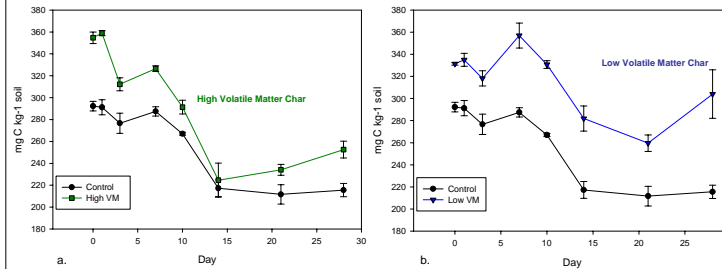 380
360
340
320
300
280
260
240
220
200
180
mg C kg-1 soil
High Volatile Matter Char
Control
High VM
0
5
10
15
20
25
30
a.
Day
380
360
340
320
300
280
260
240
220
200
180
mg C kg-1 soil
Low Volatile Matter Char
Control
Low VM
0
5
10
15
20
25
b.
Day